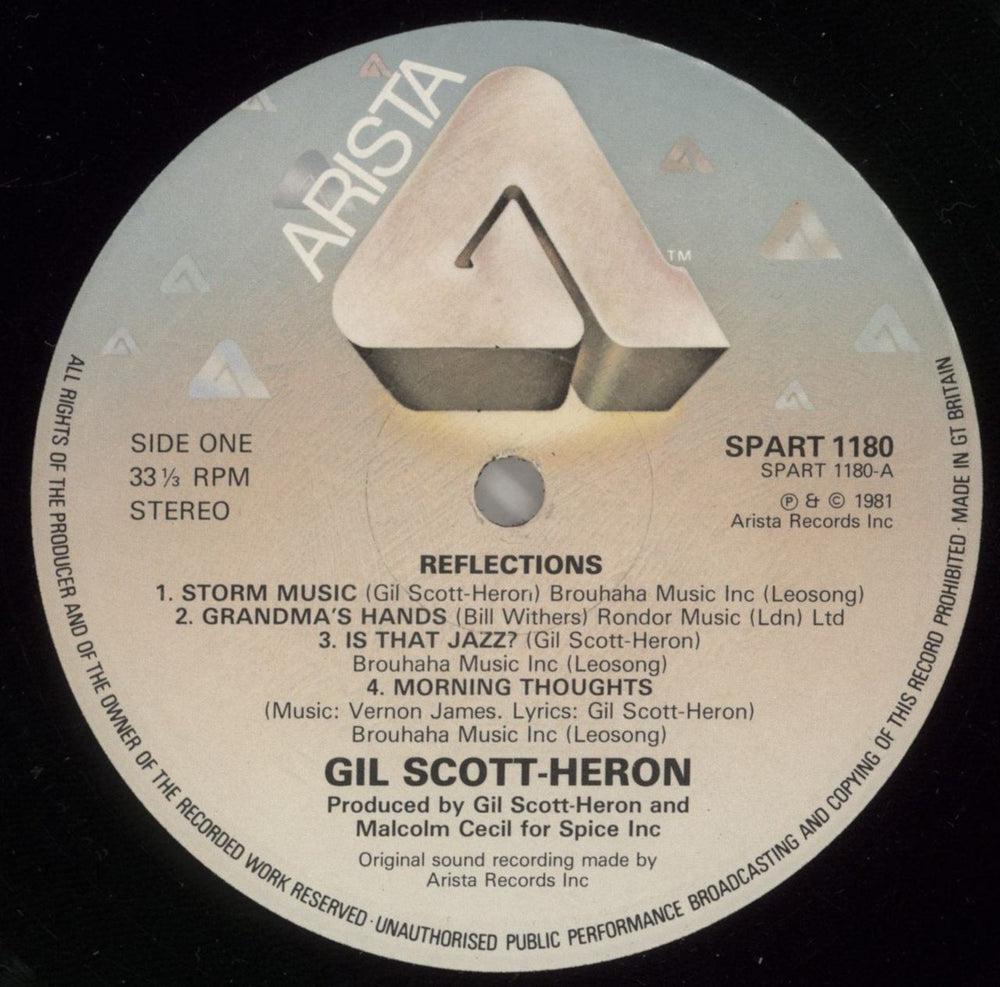 ARISTA
TM
SIDE ONE
33⅓ RPM
STEREO
SPART 1180
SPART 1180-A
℗ & © 1981
Arista Records Inc
REFLECTIONS
1. STORM MUSIC (Gil Scott-Heron) Brouhaha Music Inc (Leosong)
2. GRANDMA'S HANDS (Bill Withers) Rondor Music (Ldn) Ltd
3. IS THAT JAZZ? (Gil Scott-Heron)
Brouhaha Music Inc (Leosong)
4. MORNING THOUGHTS
(Music: Vernon James. Lyrics: Gil Scott-Heron)
Brouhaha Music Inc (Leosong)
GIL SCOTT-HERON
Produced by Gil Scott-Heron and
Malcolm Cecil for Spice Inc
Original sound recording made by
Arista Records Inc
ALL RIGHTS OF THE PRODUCER AND OF THE OWNER OF THE RECORDED WORK RESERVED · UNAUTHORISED PUBLIC PERFORMANCE BROADCASTING AND COPYING OF THIS RECORD PROHIBITED · MADE IN GT BRITAIN